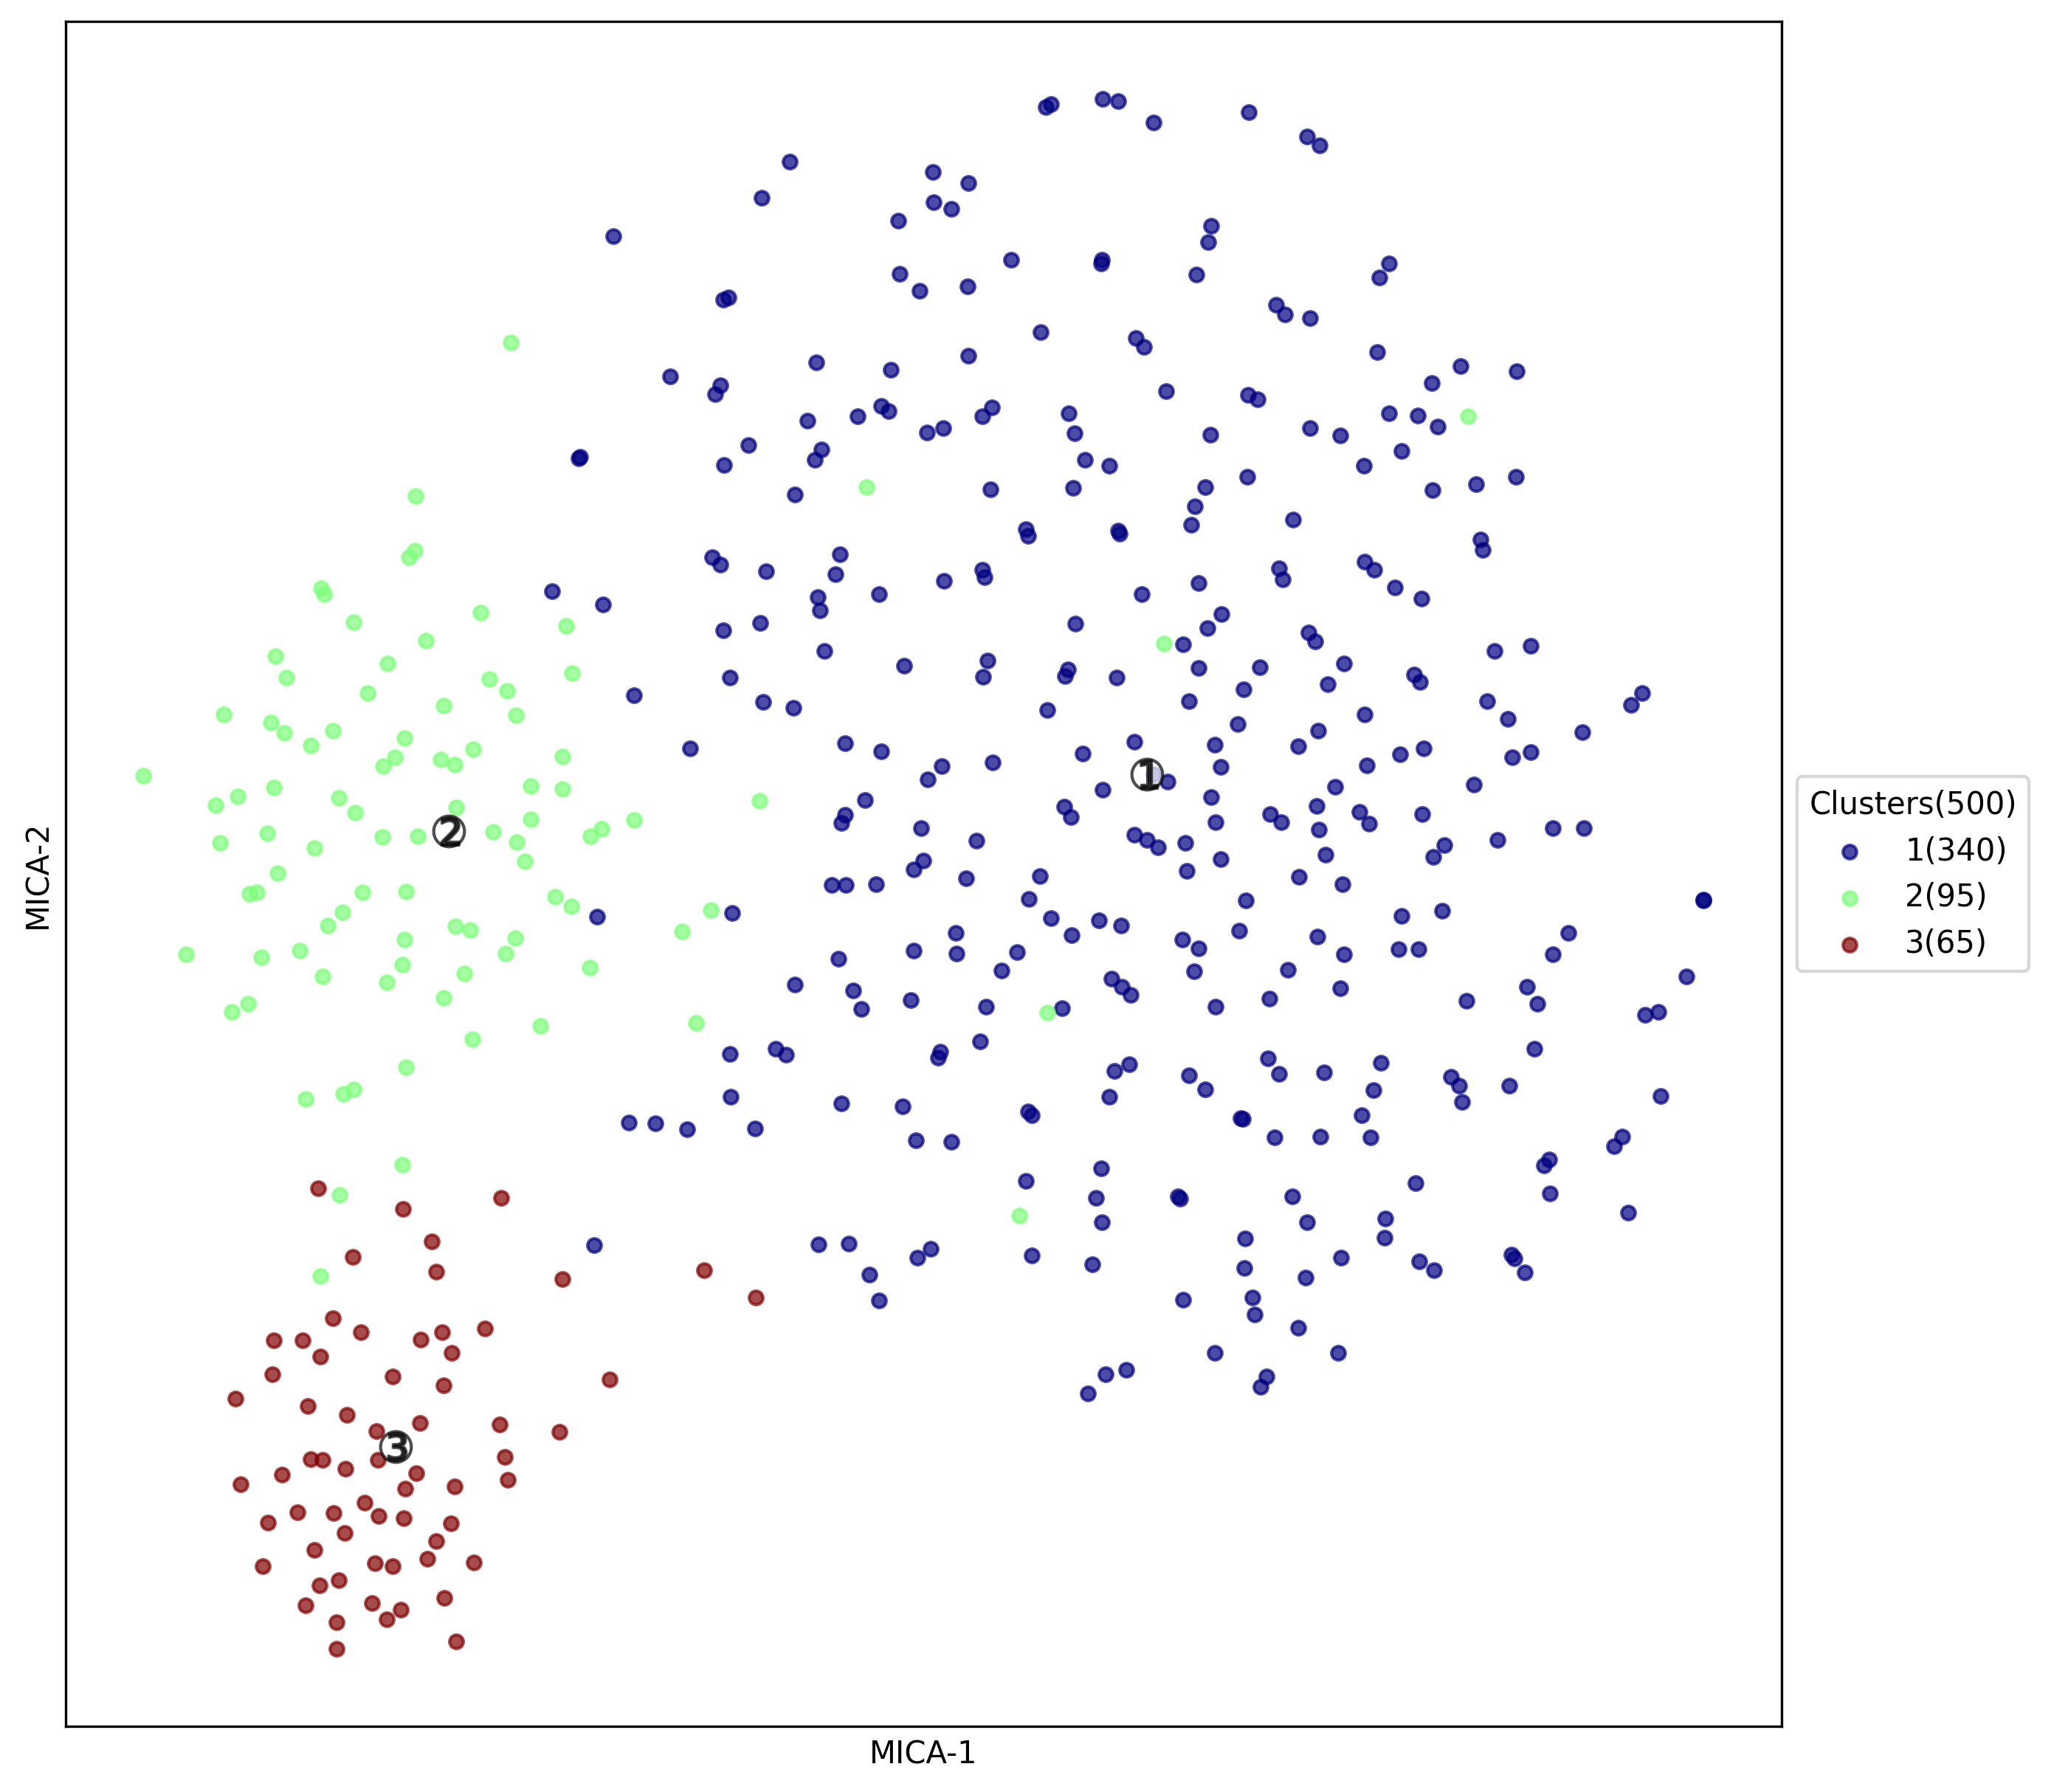 ①
②
③
MICA-2
MICA-1
Clusters(500)
1(340)
2(95)
3(65)